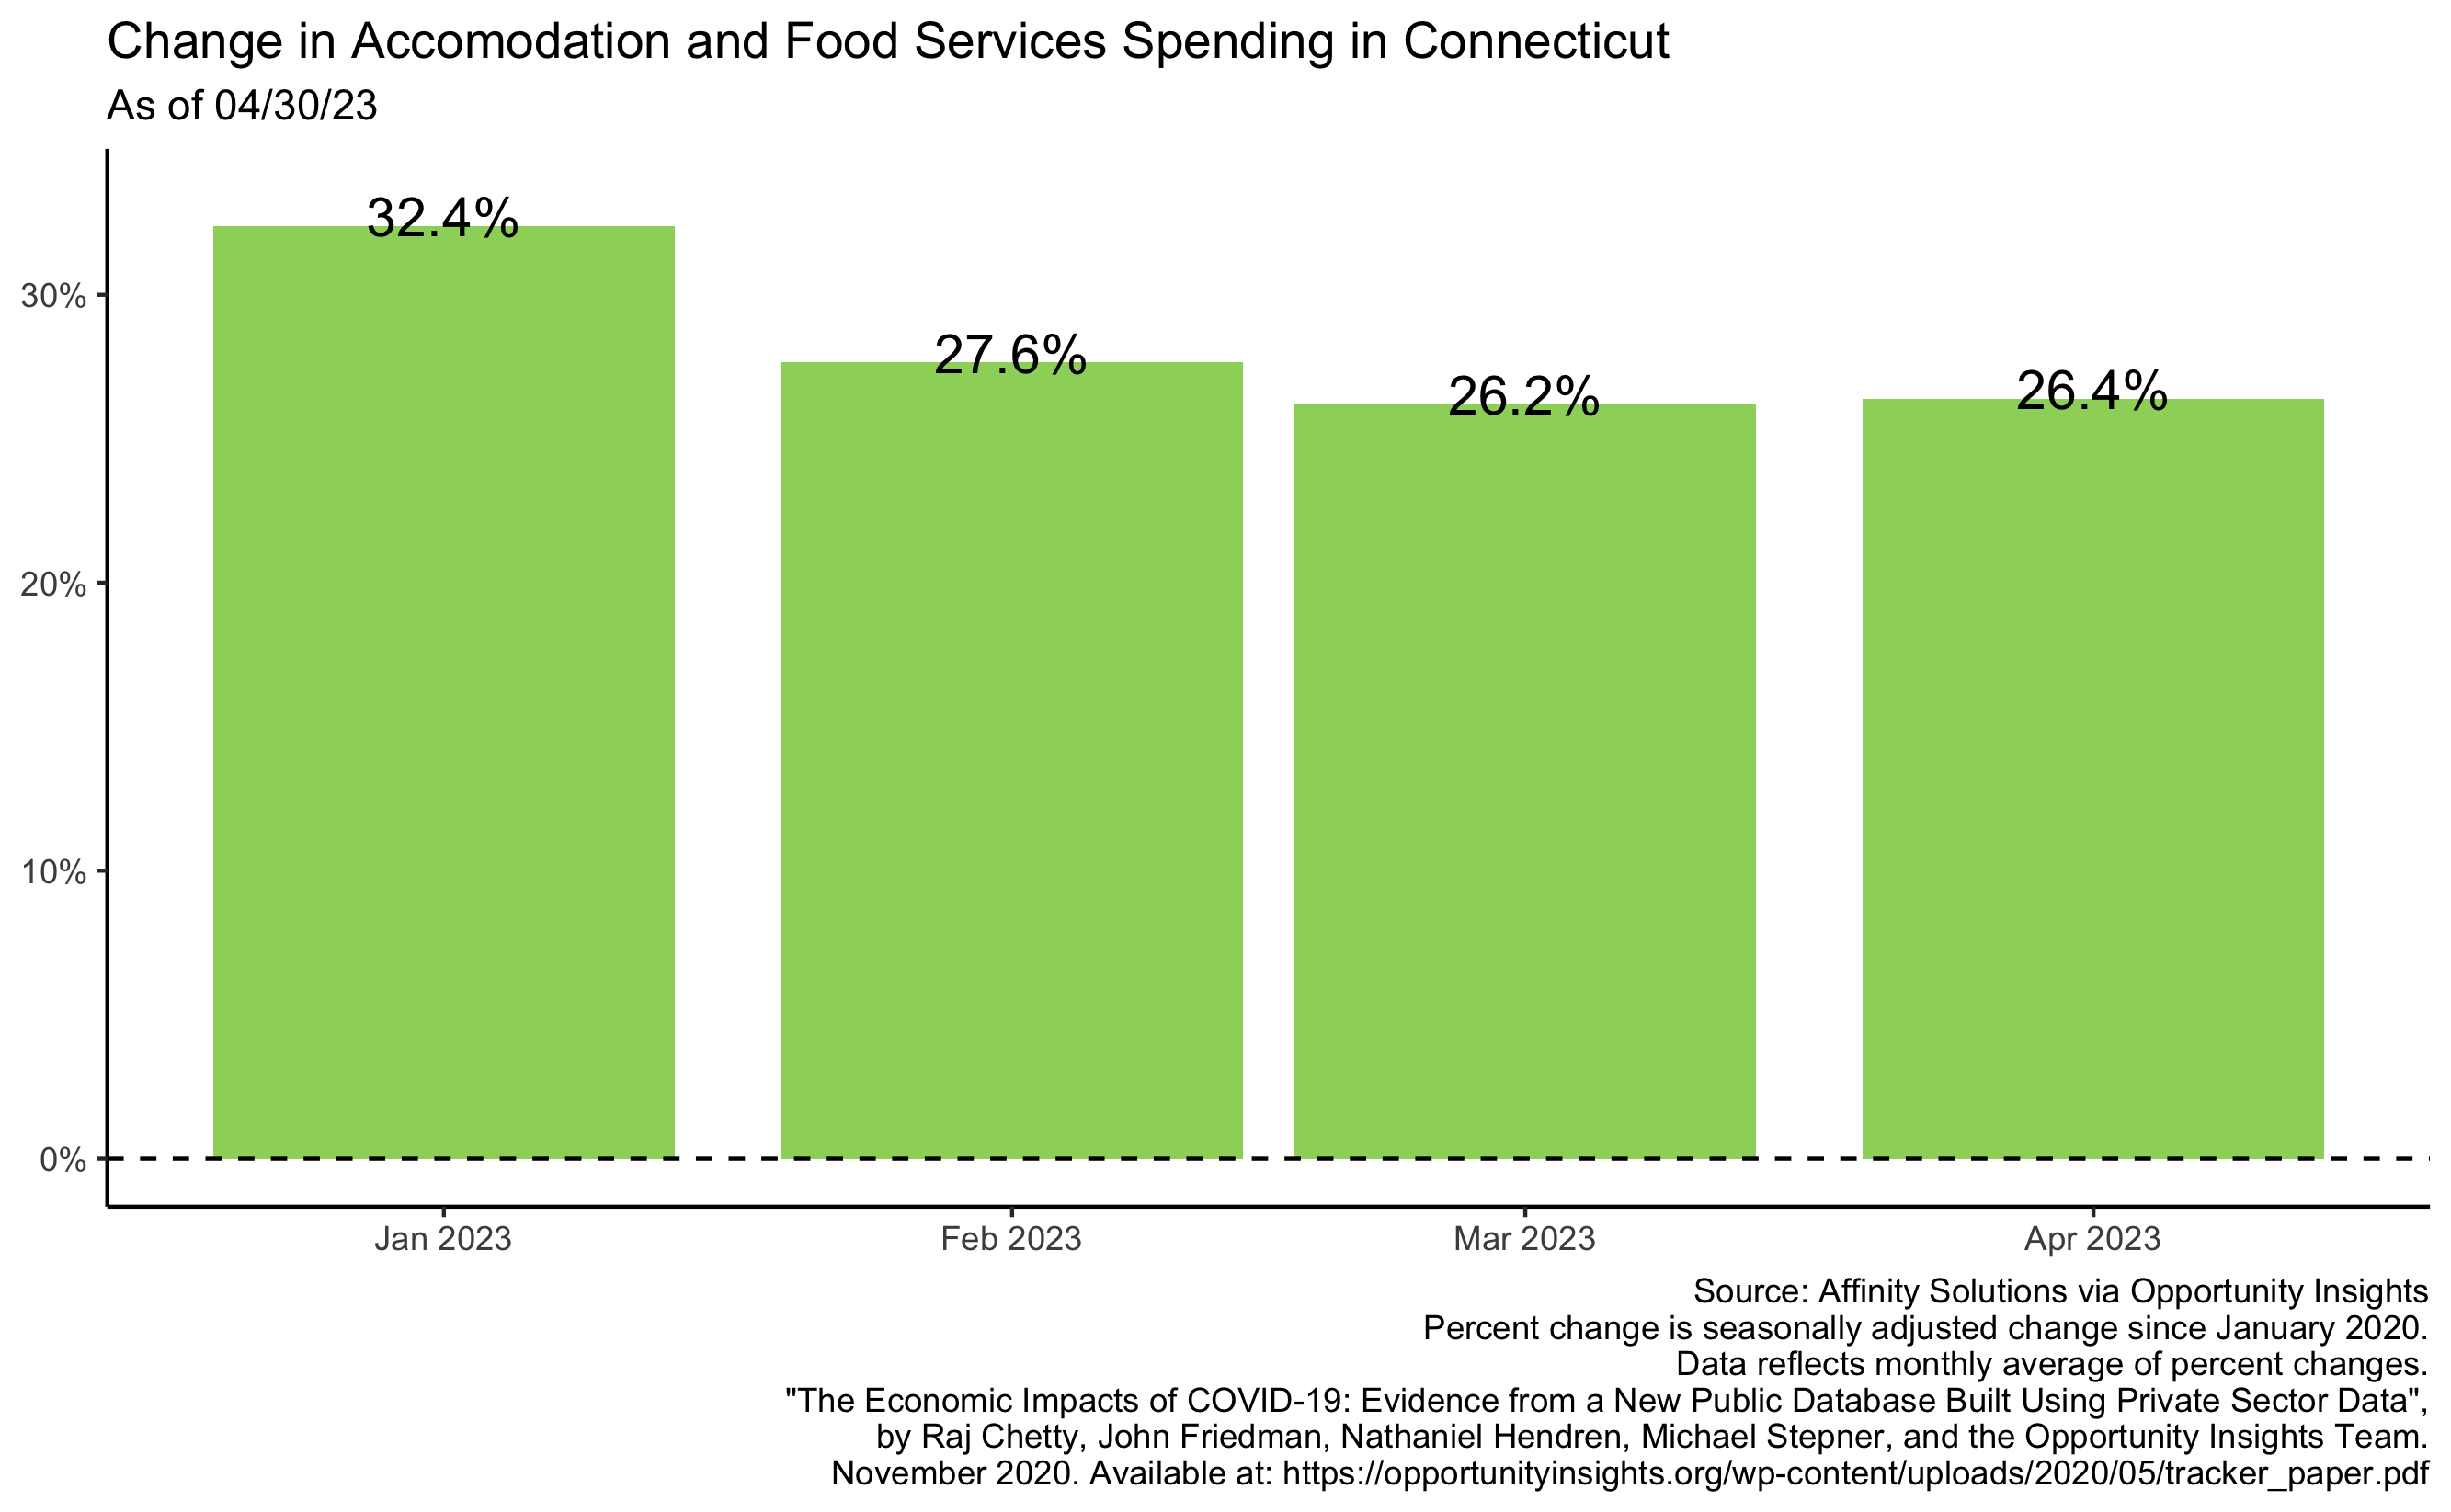 Change in Accomodation and Food Services Spending in Connecticut
As of 04/30/23
32.4%
27.6%
26.2%
26.4%
30%
20%
10%
0%
Jan 2023
Feb 2023
Mar 2023
Apr 2023
Source: Affinity Solutions via Opportunity Insights
Percent change is seasonally adjusted change since January 2020.
Data reflects monthly average of percent changes.
"The Economic Impacts of COVID-19: Evidence from a New Public Database Built Using Private Sector Data",
by Raj Chetty, John Friedman, Nathaniel Hendren, Michael Stepner, and the Opportunity Insights Team.
November 2020. Available at: https://opportunityinsights.org/wp-content/uploads/2020/05/tracker_paper.pdf